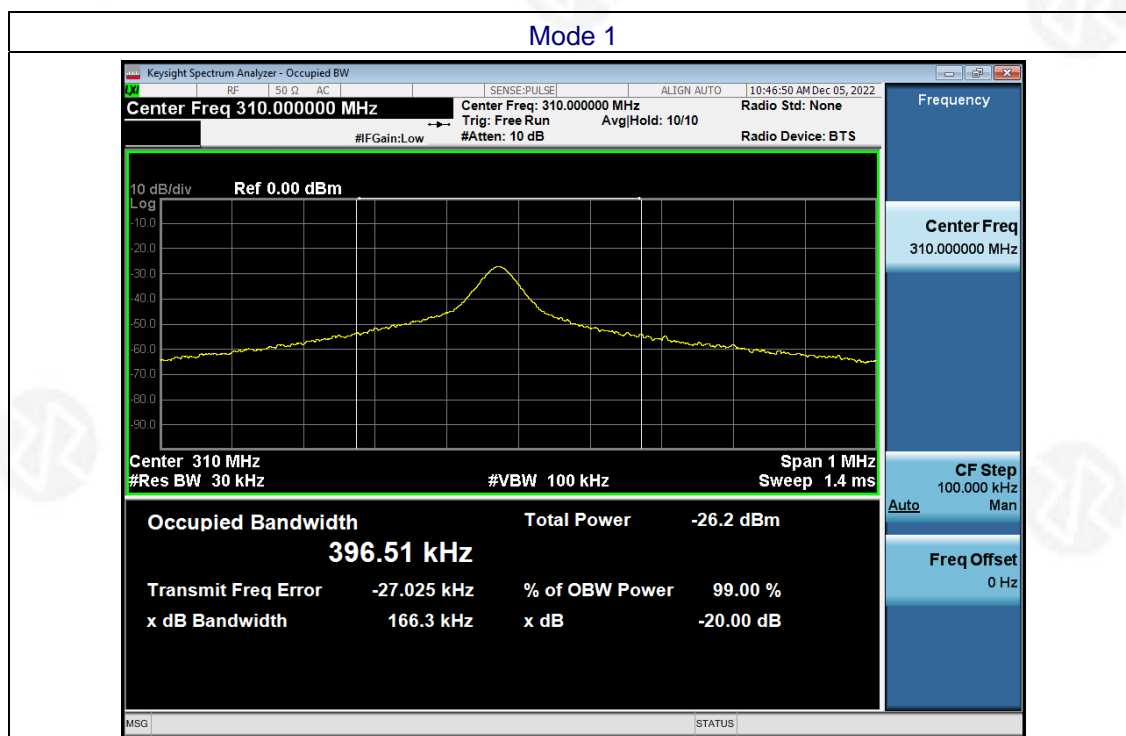 Mode 1
Keysight Spectrum Analyzer - Occupied BW
LXI RF 50 Ω AC SENSE:PULSE ALIGN AUTO 10:46:50 AM Dec 05, 2022
Center Freq 310.000000 MHz
Center Freq: 310.000000 MHz Radio Std: None
Trig: Free Run Avg|Hold: 10/10
#IFGain:Low #Atten: 10 dB Radio Device: BTS
10 dB/div Ref 0.00 dBm
Log
-10.0
-20.0
-30.0
-40.0
-50.0
-60.0
-70.0
-80.0
-90.0
Center 310 MHz Span 1 MHz
#Res BW 30 kHz #VBW 100 kHz Sweep 1.4 ms
Occupied Bandwidth Total Power -26.2 dBm
396.51 kHz
Transmit Freq Error -27.025 kHz % of OBW Power 99.00 %
x dB Bandwidth 166.3 kHz x dB -20.00 dB
MSG STATUS
Frequency
Center Freq
310.000000 MHz
CF Step
100.000 kHz
Auto Man
Freq Offset
0 Hz